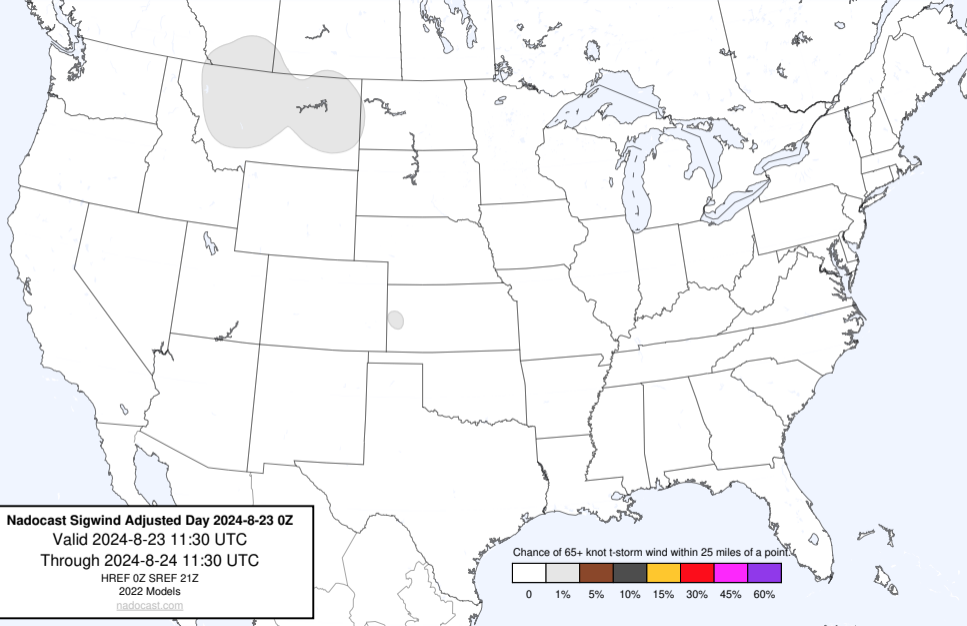 Nadocast Sigwind Adjusted Day 2024-8-23 0Z
Valid 2024-8-23 11:30 UTC
Through 2024-8-24 11:30 UTC
HREF 0Z SREF 21Z
2022 Models
nadocast.com
Chance of 65+ knot t-storm wind within 25 miles of a point.
0 1% 5% 10% 15% 30% 45% 60%